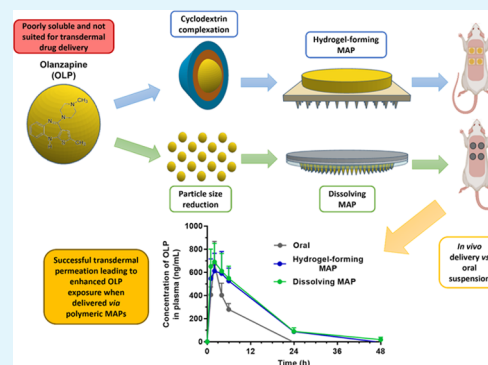 Poorly soluble and not
suited for transdermal
drug delivery
Olanzapine
(OLP)
Cyclodextrin
complexation
Hydrogel-forming
MAP
Particle size
reduction
Dissolving
MAP
Successful transdermal
permeation leading to
enhanced OLP
exposure when
delivered via
polymeric MAPs
Concentration of OLP
in plasma (ng/mL)
1000
800
600
400
200
0
0
12
24
36
48
Time (h)
Oral
Hydrogel-forming
MAP
Dissolving MAP
In vivo
delivery vs
oral
suspension